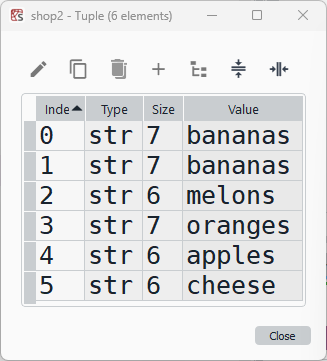 shop2 - Tuple (6 elements)
Inde Type Size Value
0 str 7 bananas
1 str 7 bananas
2 str 6 melons
3 str 7 oranges
4 str 6 apples
5 str 6 cheese
Close